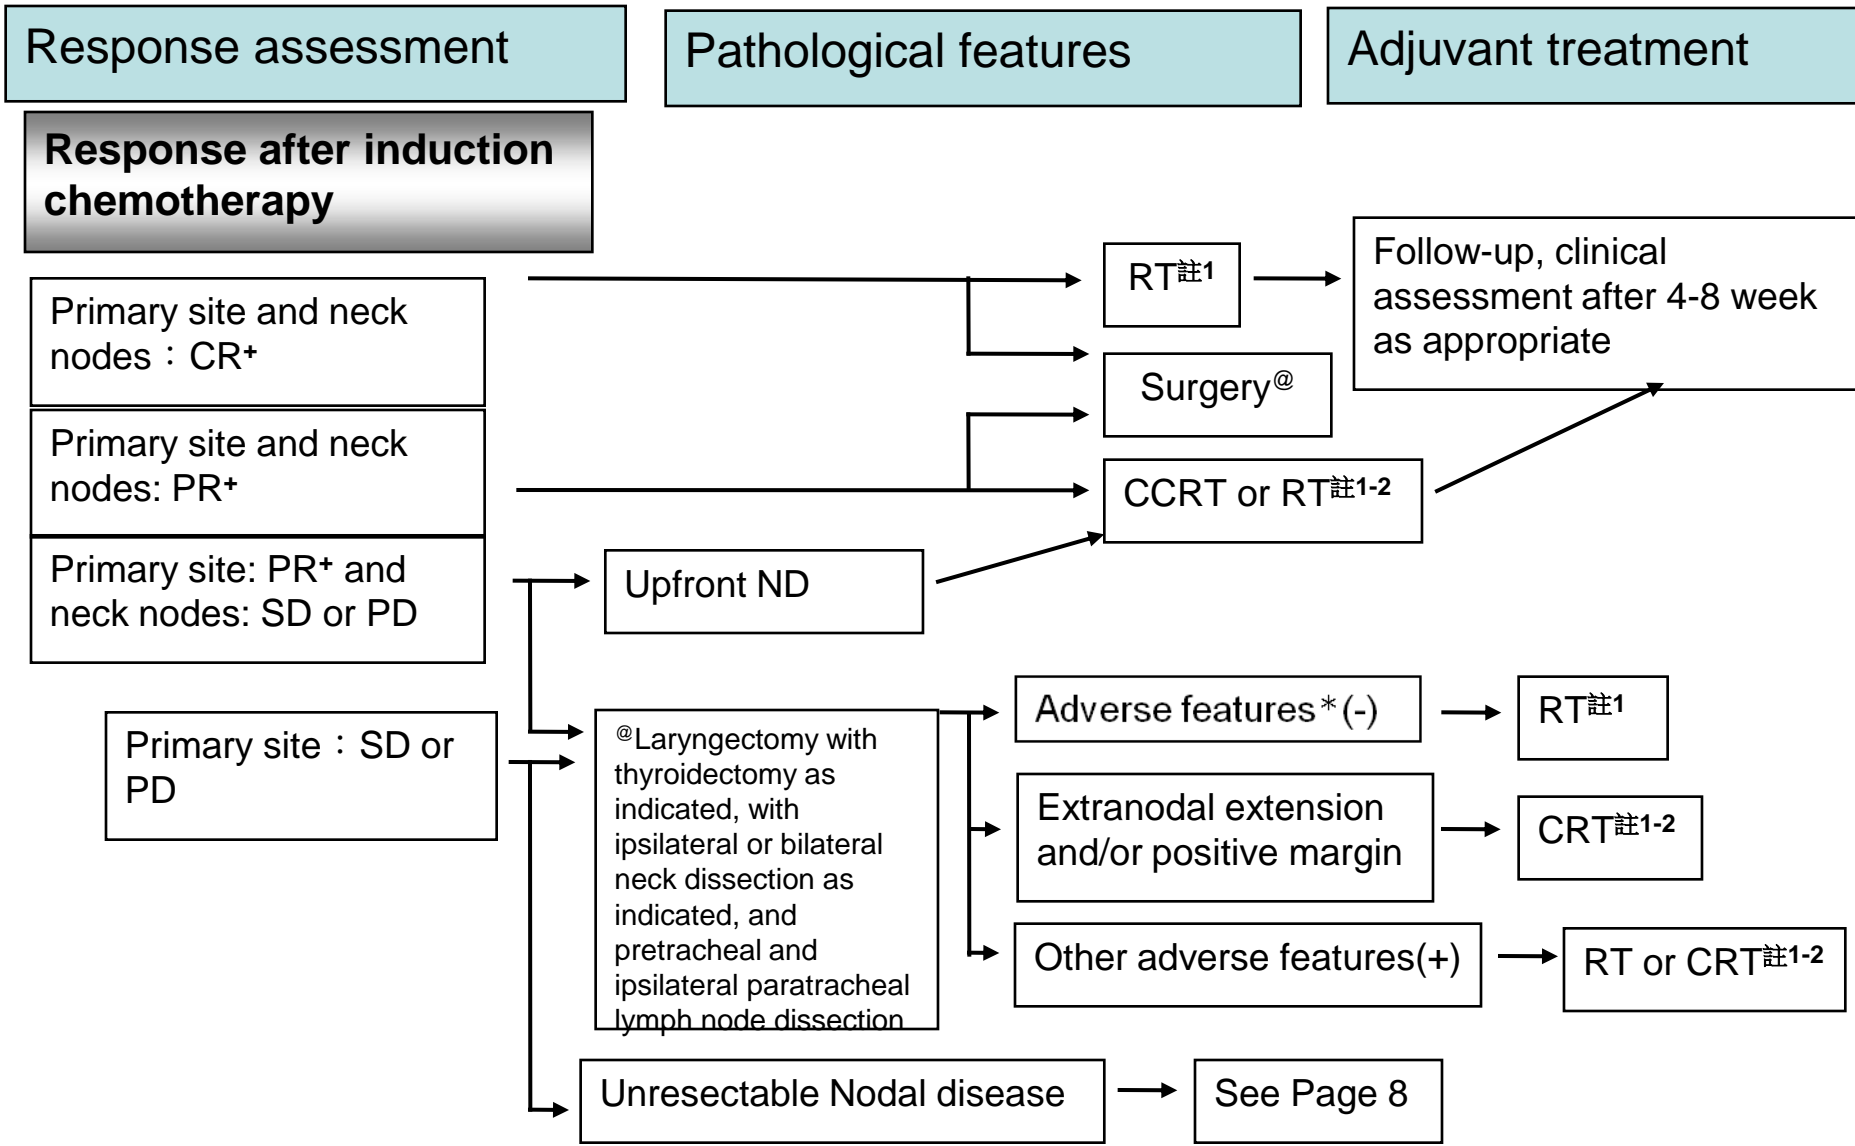 Response assessment
Pathological features
Adjuvant treatment
Response after induction
chemotherapy
Primary site and neck
nodes：CR+
RT註1
Follow-up, clinical
assessment after 4-8 week
as appropriate
Surgery@
Primary site and neck
nodes: PR+
CCRT or RT註1-2
Primary site: PR+ and
neck nodes: SD or PD
Upfront ND
Primary site：SD or
PD
@Laryngectomy with
thyroidectomy as
indicated, with
ipsilateral or bilateral
neck dissection as
indicated, and
pretracheal and
ipsilateral paratracheal
lymph node dissection
Adverse features*(-)
RT註1
Extranodal extension
and/or positive margin
CRT註1-2
Other adverse features(+)
RT or CRT註1-2
Unresectable Nodal disease
See Page 8